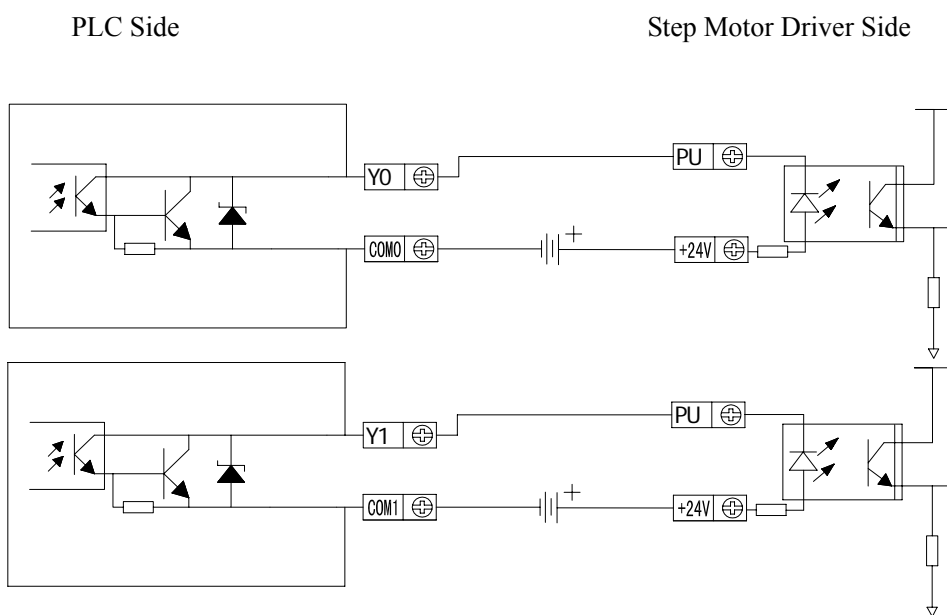 PLC Side Step Motor Driver Side
Y0 PU
COM0 + +24V
Y1 PU
COM1 + +24V